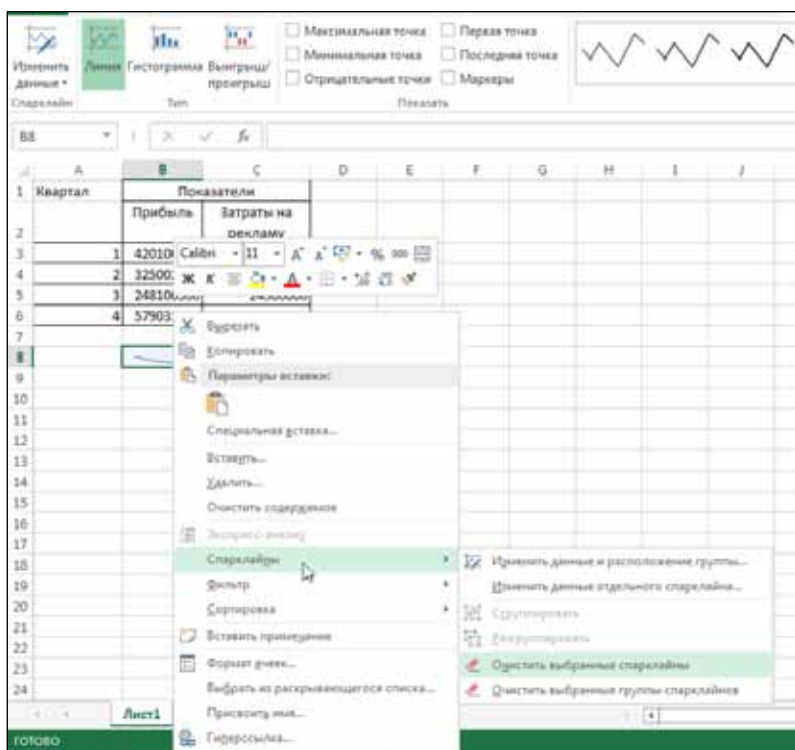 Изменить данные
Линия Гистограмма Выигрыш/проигрыш
Максимальная точка Первая точка
Минимальная точка Последняя точка
Отрицательные точки Маркеры
Спарклайн Тип Показать
B8 fx
A B C D E F G H I J
1 Квартал Показатели
2 Прибыль Затраты на рекламу
3 1 42010
4 2 32500
5 3 2481
6 4 5790
7
8
9
10
11
12
13
14
15
16
17
18
19
20
21
22
23
24
Calibri 11 A A % 000
Ж К A
Вырезать
Копировать
Параметры вставки:
Специальная вставка...
Вставить...
Удалить...
Очистить содержимое
Экспресс-анализ
Спарклайны
Фильтр
Сортировка
Вставить примечание
Формат ячеек...
Выбрать из раскрывающегося списка...
Присвоить имя...
Гиперссылка...
Изменить данные и расположение группы...
Изменить данные отдельного спарклайна...
Сгруппировать
Разгруппировать
Очистить выбранные спарклайны
Очистить выбранные группы спарклайнов
Лист1
ГОТОВО